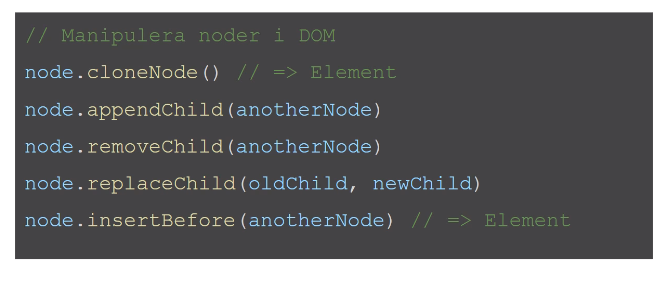 // Manipulera noder i DOM
node.cloneNode() // => Element
node.appendChild(anotherNode)
node.removeChild(anotherNode)
node.replaceChild(oldChild, newChild)
node.insertBefore(anotherNode) // => Element